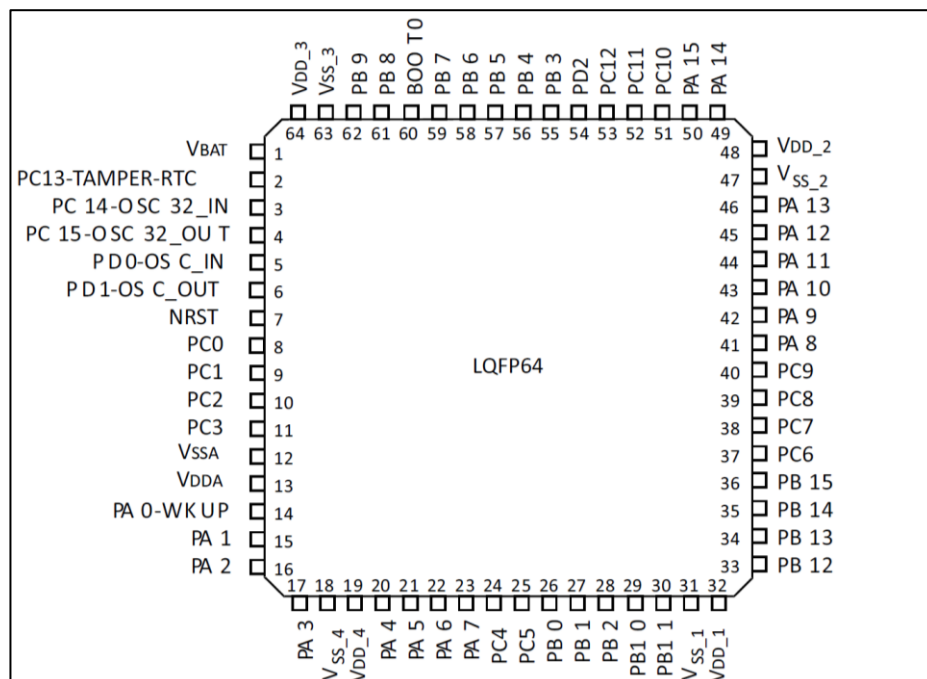 VDD_3 VSS_3 PB 9 PB 8 BOO T0 PB 7 PB 6 PB 5 PB 4 PB 3 PD2 PC12 PC11 PC10 PA 15 PA 14
64 63 62 61 60 59 58 57 56 55 54 53 52 51 50 49
VBAT 1 48 VDD_2
PC13-TAMPER-RTC 2 47 VSS_2
PC 14-OSC 32_IN 3 46 PA 13
PC 15-OSC 32_OU T 4 45 PA 12
PD0-OS C_IN 5 44 PA 11
PD1-OS C_OUT 6 43 PA 10
NRST 7 42 PA 9
PC0 8 41 PA 8
PC1 9 LQFP64 40 PC9
PC2 10 39 PC8
PC3 11 38 PC7
VSSA 12 37 PC6
VDDA 13 36 PB 15
PA 0-WK UP 14 35 PB 14
PA 1 15 34 PB 13
PA 2 16 33 PB 12
17 18 19 20 21 22 23 24 25 26 27 28 29 30 31 32
PA 3 VSS_4 VDD_4 PA 4 PA 5 PA 6 PA 7 PC4 PC5 PB 0 PB 1 PB 2 PB1 0 PB1 1 VSS_1 VDD_1